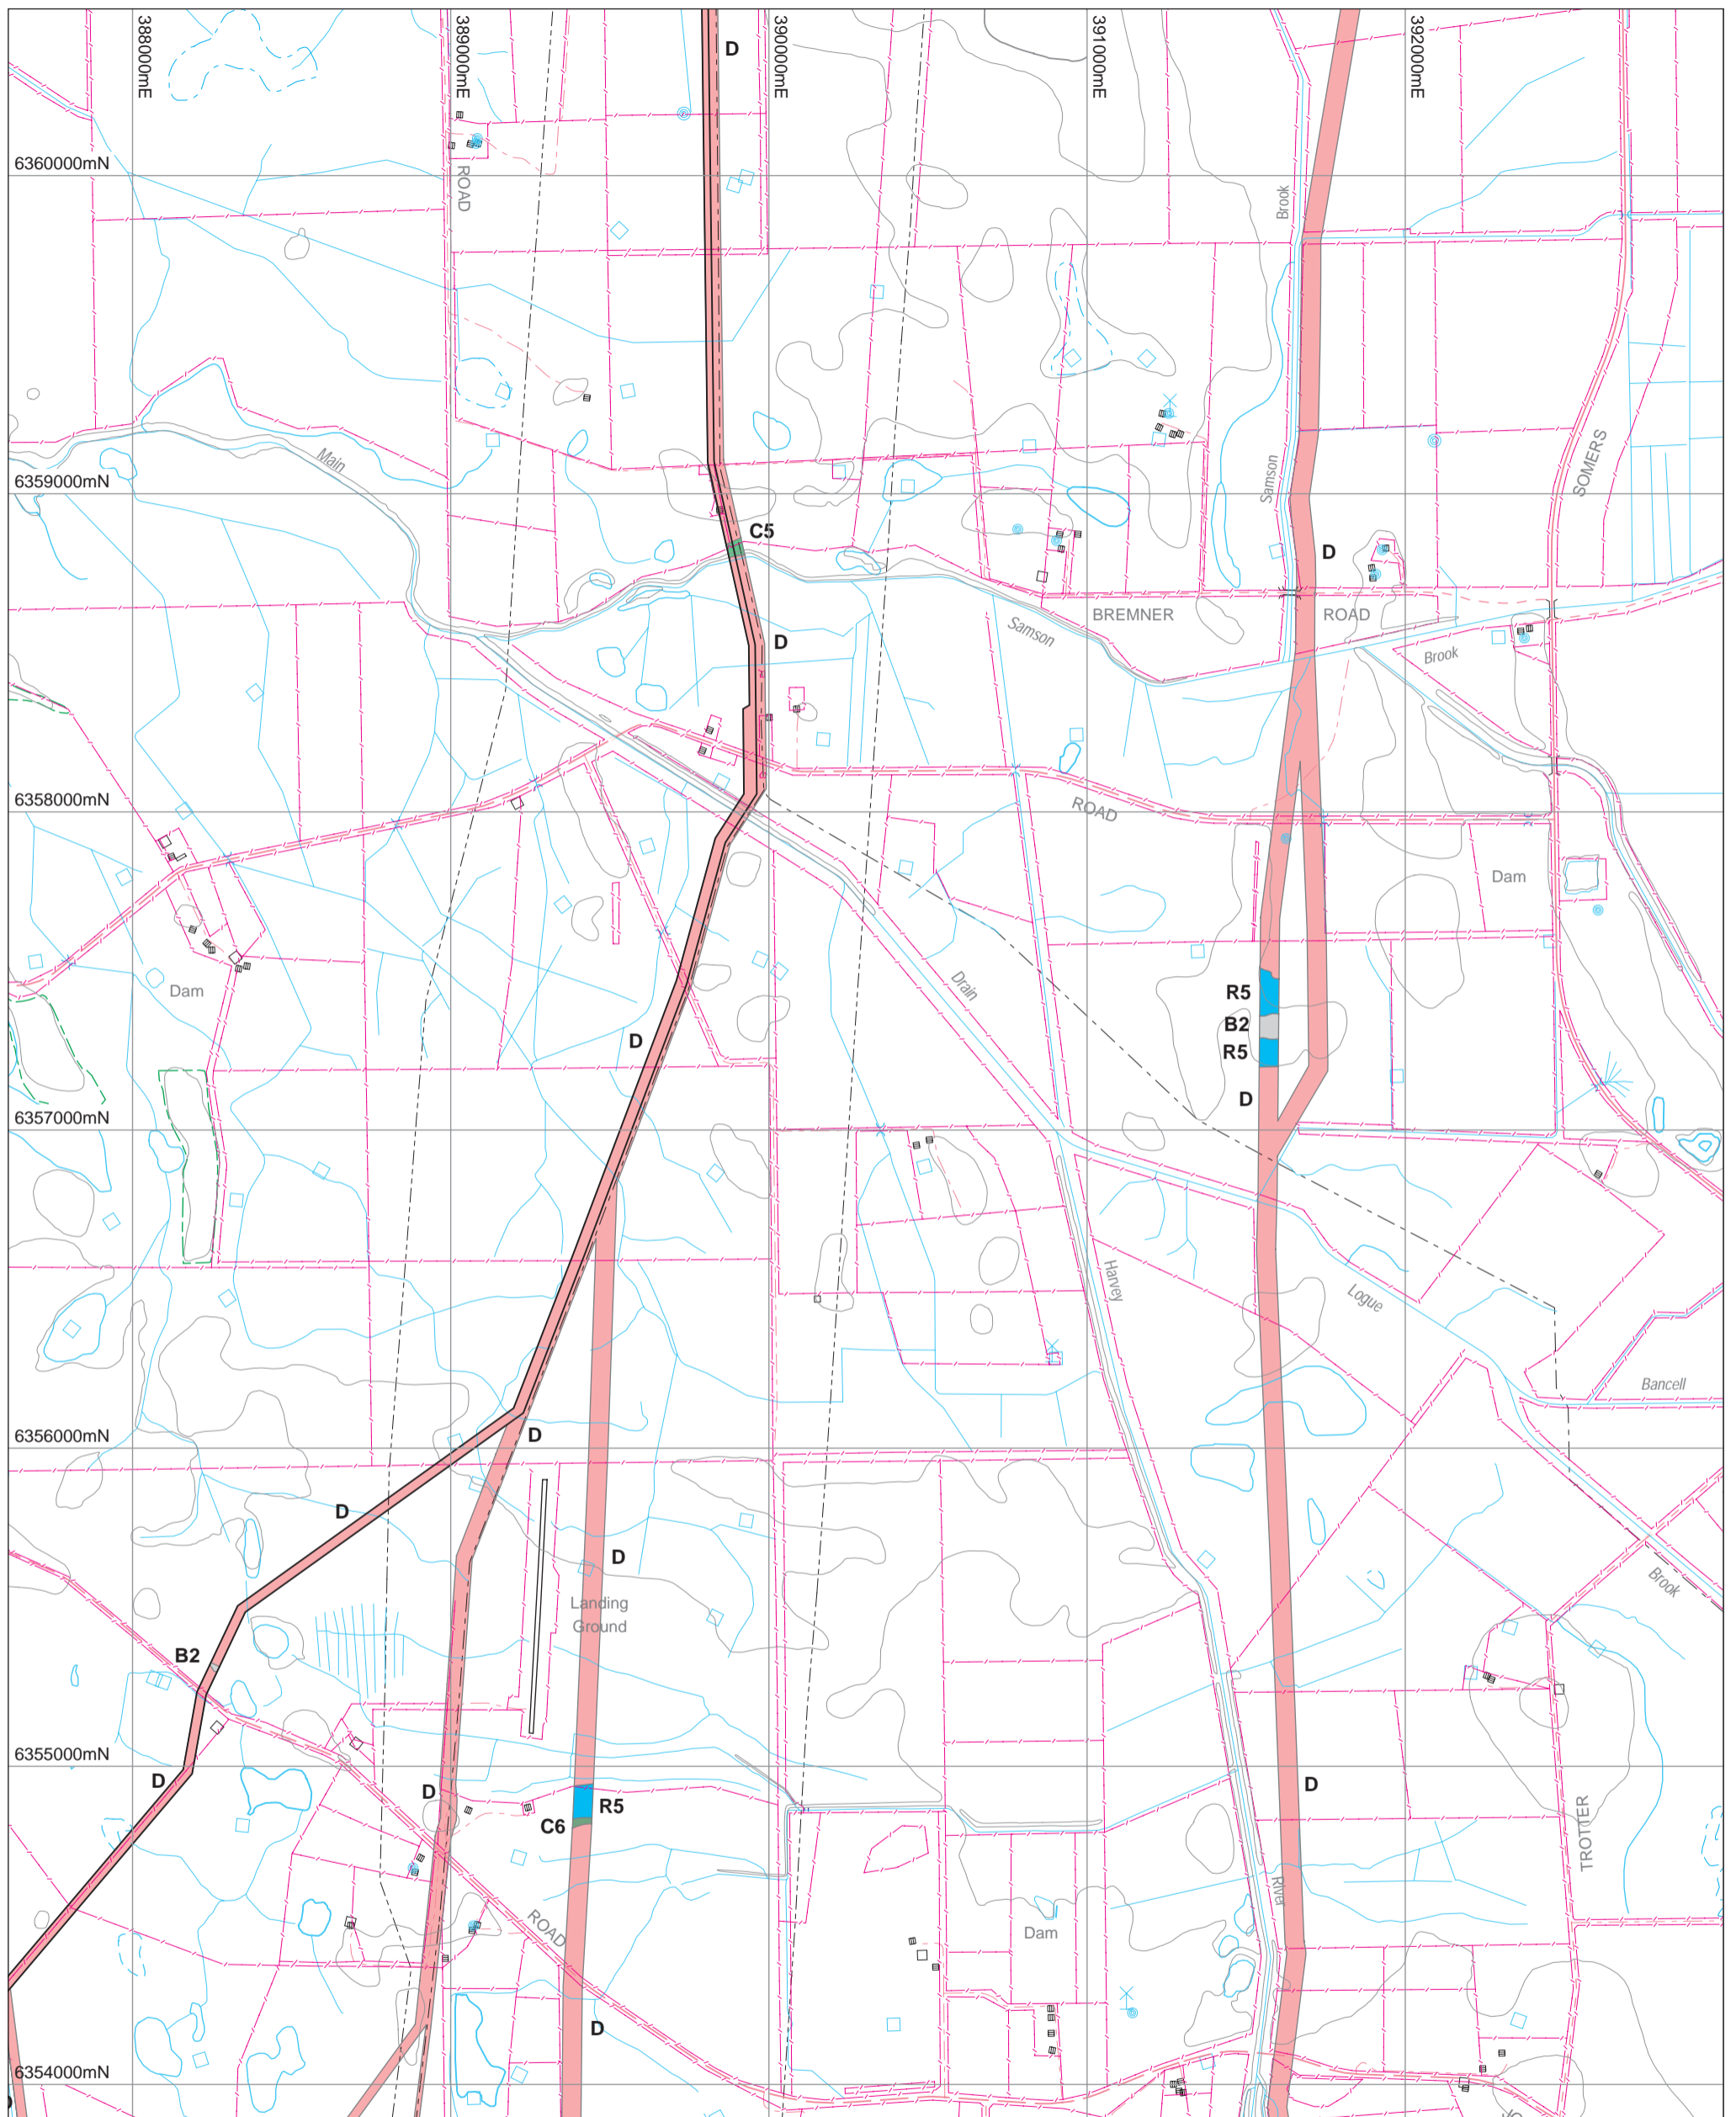 388000mE
389000mE
390000mE
391000mE
392000mE
D
6360000mN
ROAD
Brook
Main
SOMERS
6359000mN
Samson
C5
D
BREMNER
ROAD
Samson
D
Brook
6358000mN
ROAD
Dam
Drain
Dam
R5
B2
D
R5
D
6357000mN
Harvey
Logue
Bancell
D
6356000mN
D
D
Brook
Landing
Ground
B2
6355000mN
D
D
D
R5
C6
TROTTER
River
ROAD
Dam
D
6354000mN